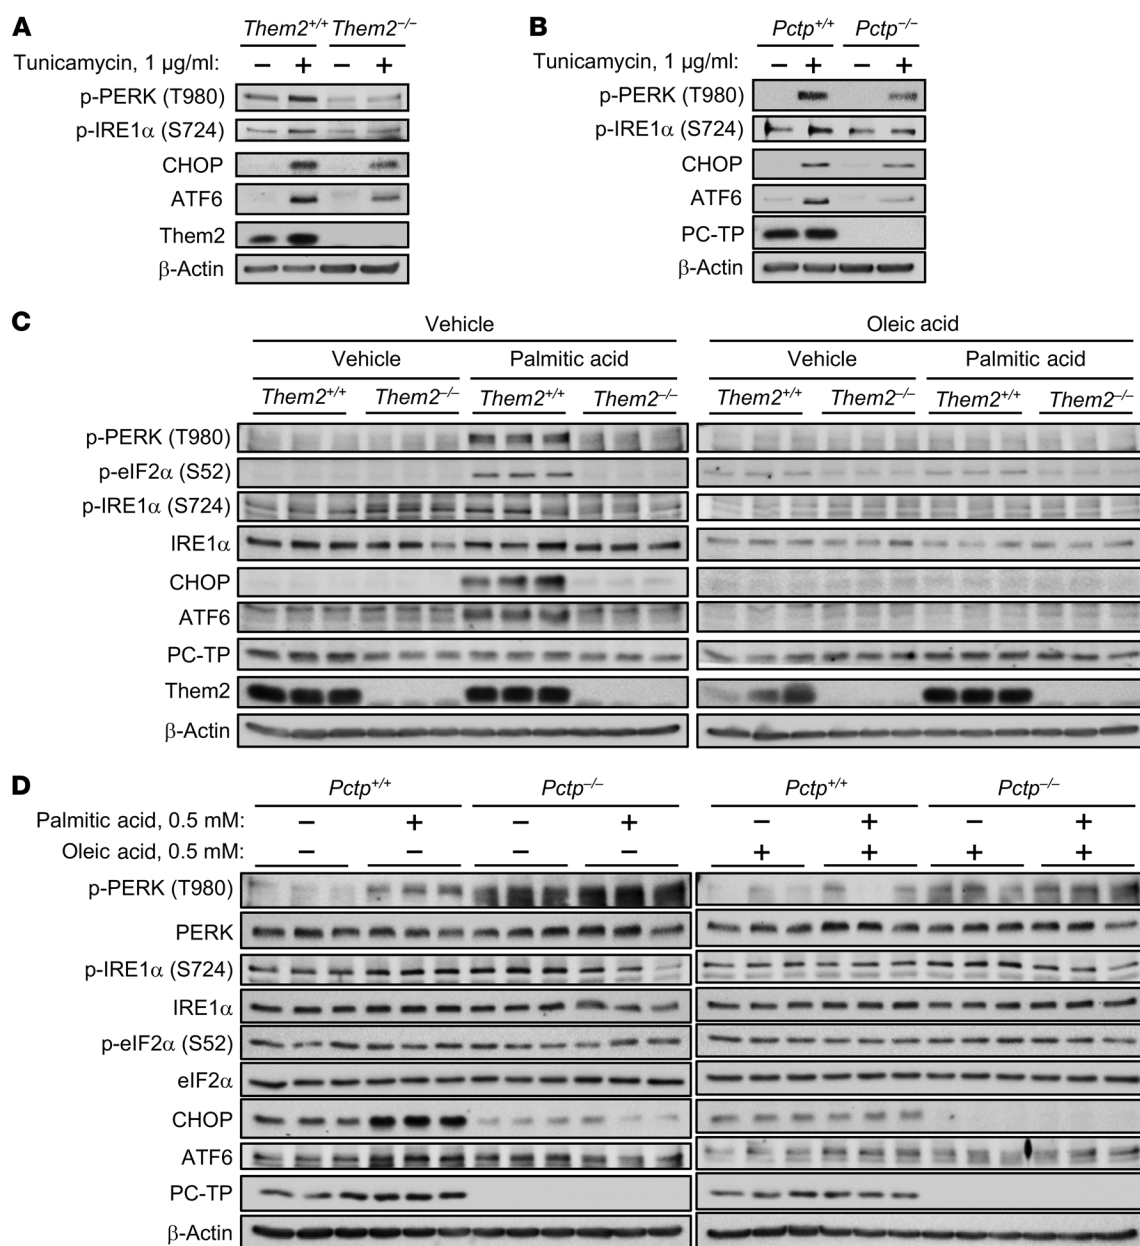 A
Them2+/+ Them2–/–
Tunicamycin, 1 µg/ml: – + – +
p-PERK (T980)
p-IRE1α (S724)
CHOP
ATF6
Them2
β-Actin
B
Pctp+/+ Pctp–/–
Tunicamycin, 1 µg/ml: – + – +
p-PERK (T980)
p-IRE1α (S724)
CHOP
ATF6
PC-TP
β-Actin
C
Vehicle Oleic acid
Vehicle Palmitic acid Vehicle Palmitic acid
Them2+/+ Them2–/– Them2+/+ Them2–/– Them2+/+ Them2–/– Them2+/+ Them2–/–
p-PERK (T980)
p-eIF2α (S52)
p-IRE1α (S724)
IRE1α
CHOP
ATF6
PC-TP
Them2
β-Actin
D
Pctp+/+ Pctp–/– Pctp+/+ Pctp–/–
Palmitic acid, 0.5 mM: – + – + – + – +
Oleic acid, 0.5 mM: – – – – + + + +
p-PERK (T980)
PERK
p-IRE1α (S724)
IRE1α
p-eIF2α (S52)
eIF2α
CHOP
ATF6
PC-TP
β-Actin